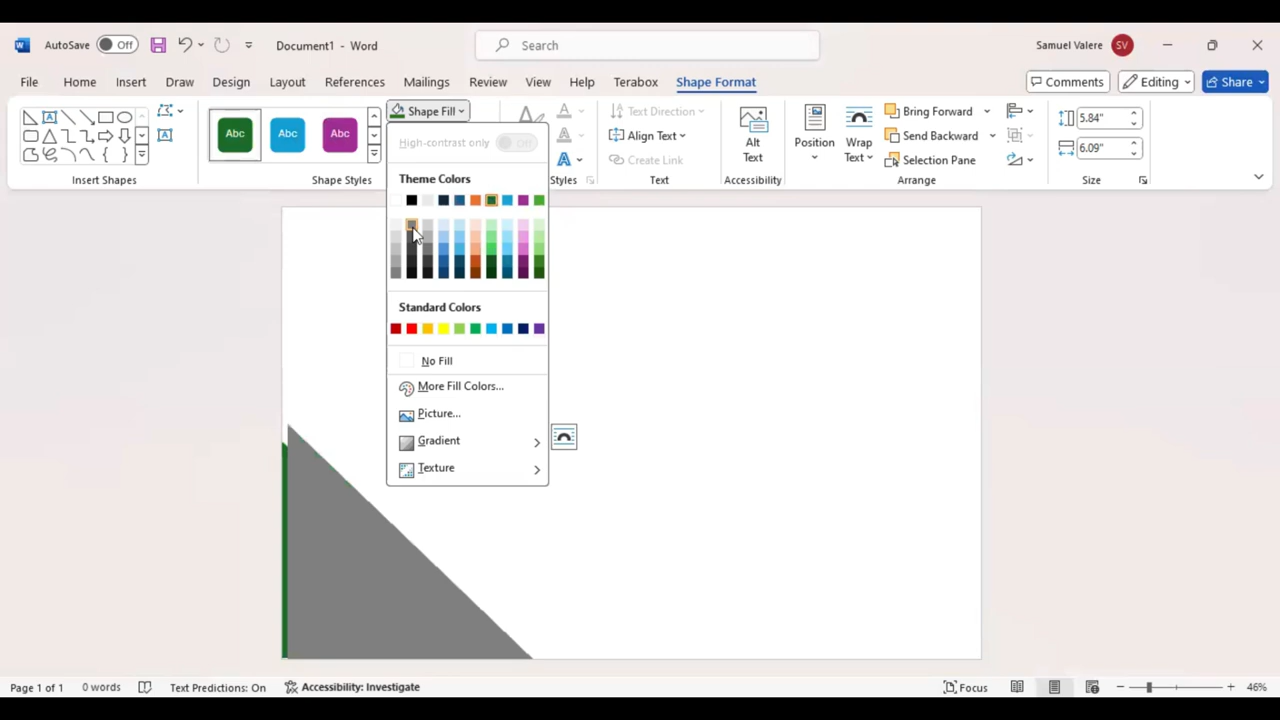 AutoSave Off Document1 - Word Search Samuel Valere SV
File Home Insert Draw Design Layout References Mailings Review View Help Terabox Shape Format Comments Editing Share
Abc Abc Abc Shape Fill Text Direction Bring Forward 5.84"
Align Text Alt Text Position Wrap Text Send Backward
High-contrast only Off Create Link Selection Pane 6.09"
Insert Shapes Shape Styles Styles Text Accessibility Arrange Size
Theme Colors
Standard Colors
No Fill
More Fill Colors...
Picture...
Gradient
Texture
Page 1 of 1 0 words Text Predictions: On Accessibility: Investigate Focus 46%